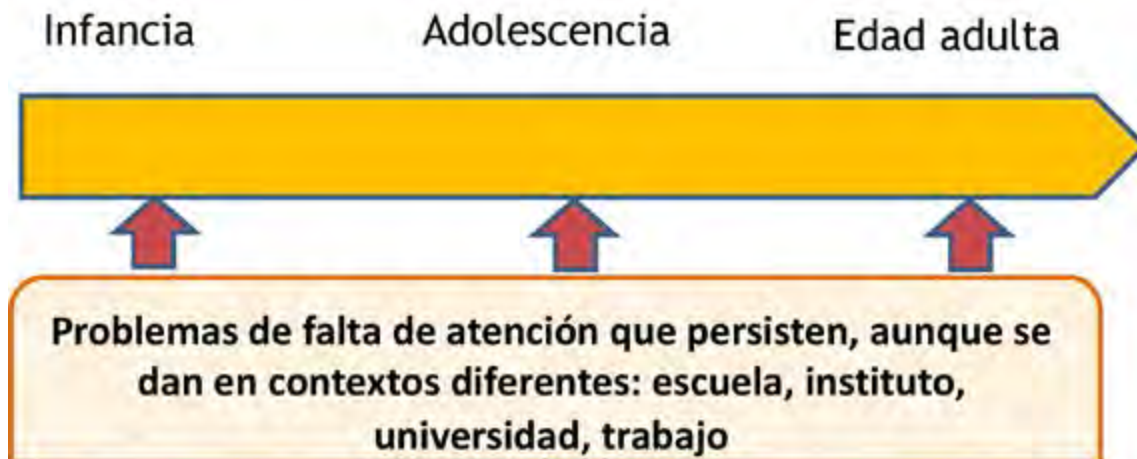 Infancia Adolescencia Edad adulta
Problemas de falta de atención que persisten, aunque se
dan en contextos diferentes: escuela, instituto,
universidad, trabajo